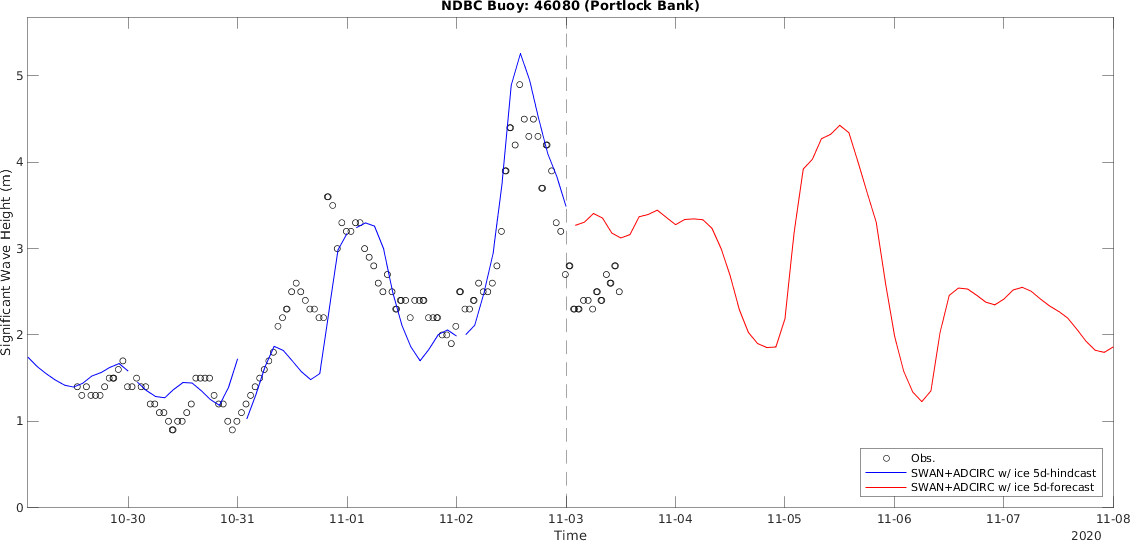 NDBC Buoy: 46080 (Portlock Bank)
Significant Wave Height (m)
5
4
3
2
1
0
Obs.
SWAN+ADCIRC w/ ice 5d-hindcast
SWAN+ADCIRC w/ ice 5d-forecast
10-30 10-31 11-01 11-02 11-03 11-04 11-05 11-06 11-07 11-08
Time
2020